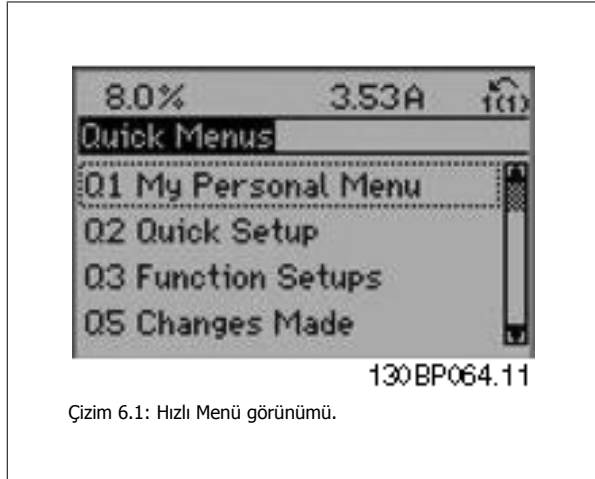 8.0% 3.53A 1(1)
Quick Menus
Q1 My Personal Menu
Q2 Quick Setup
Q3 Function Setups
Q5 Changes Made
130BP064.11
Çizim 6.1: Hızlı Menü görünümü.